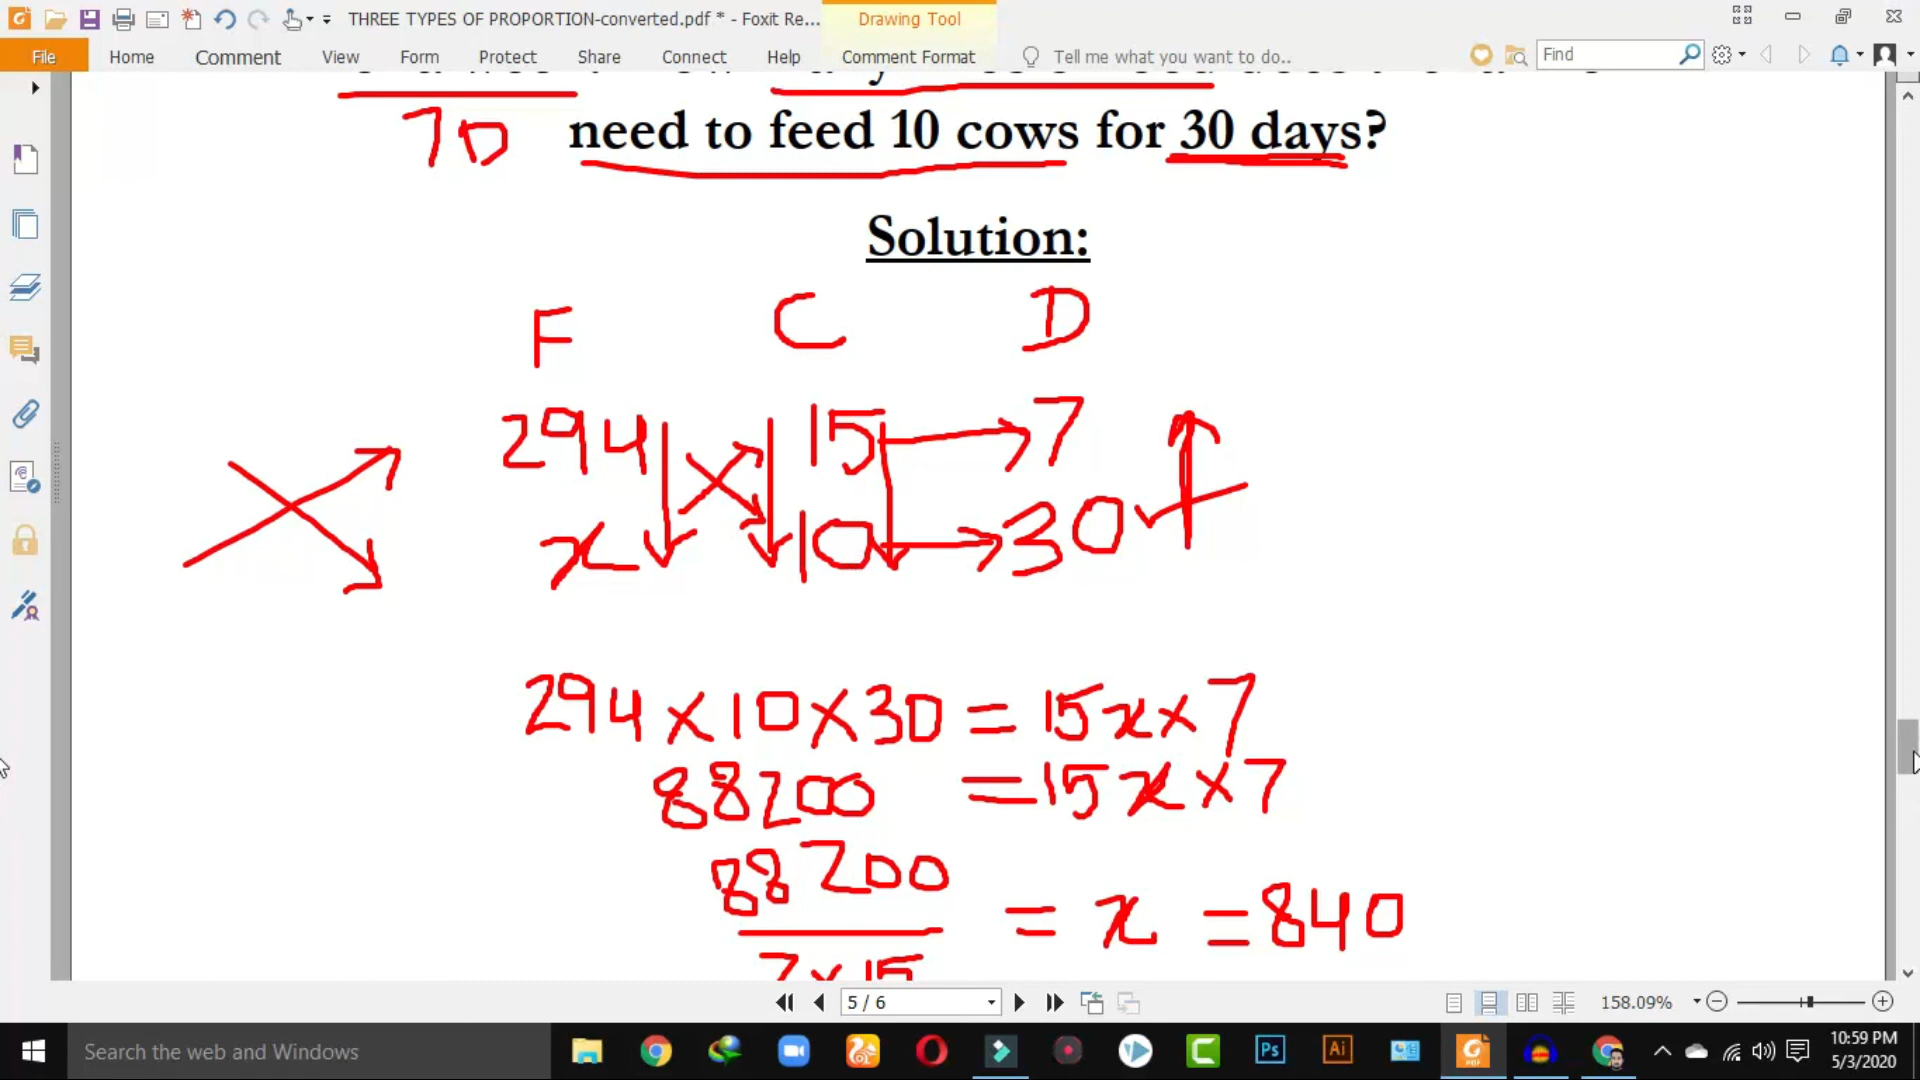 THREE TYPES OF PROPORTION-converted.pdf * - Foxit Re...
Drawing Tool
File Home Comment View Form Protect Share Connect Help Comment Format Tell me what you want to do.. Find
70 need to feed 10 cows for 30 days?
Solution:
F C D
294 15 7
x 10 30
294 x 10 x 30 = 15x x 7
88200 = 15x x 7
88200 = x = 840
7 x 15
5 / 6
158.09%
Search the web and Windows
Ps Ai
10:59 PM
5/3/2020